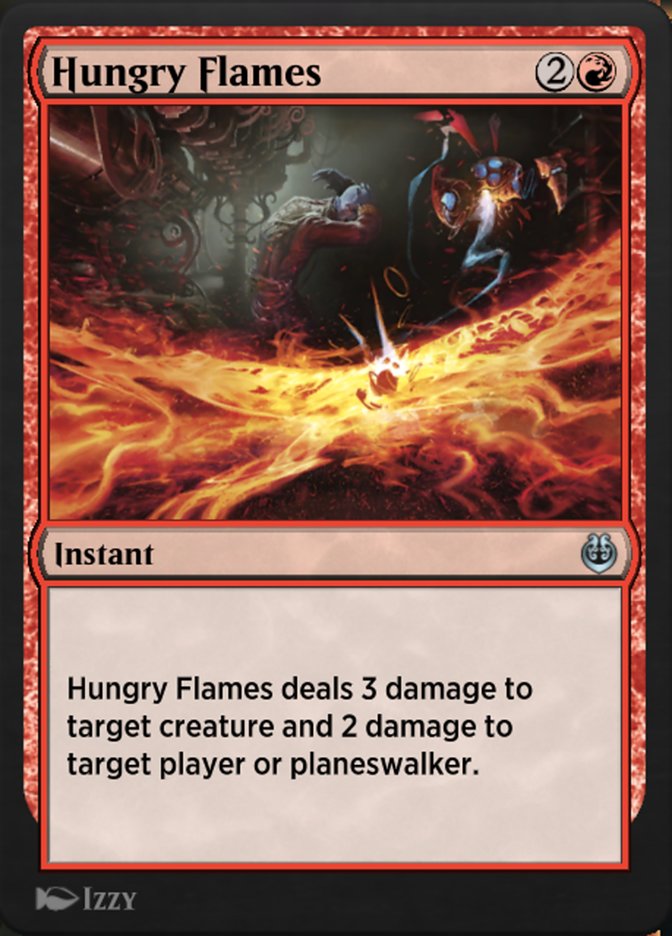 Hungry Flames 2
Instant
Hungry Flames deals 3 damage to
target creature and 2 damage to
target player or planeswalker.
Izzy